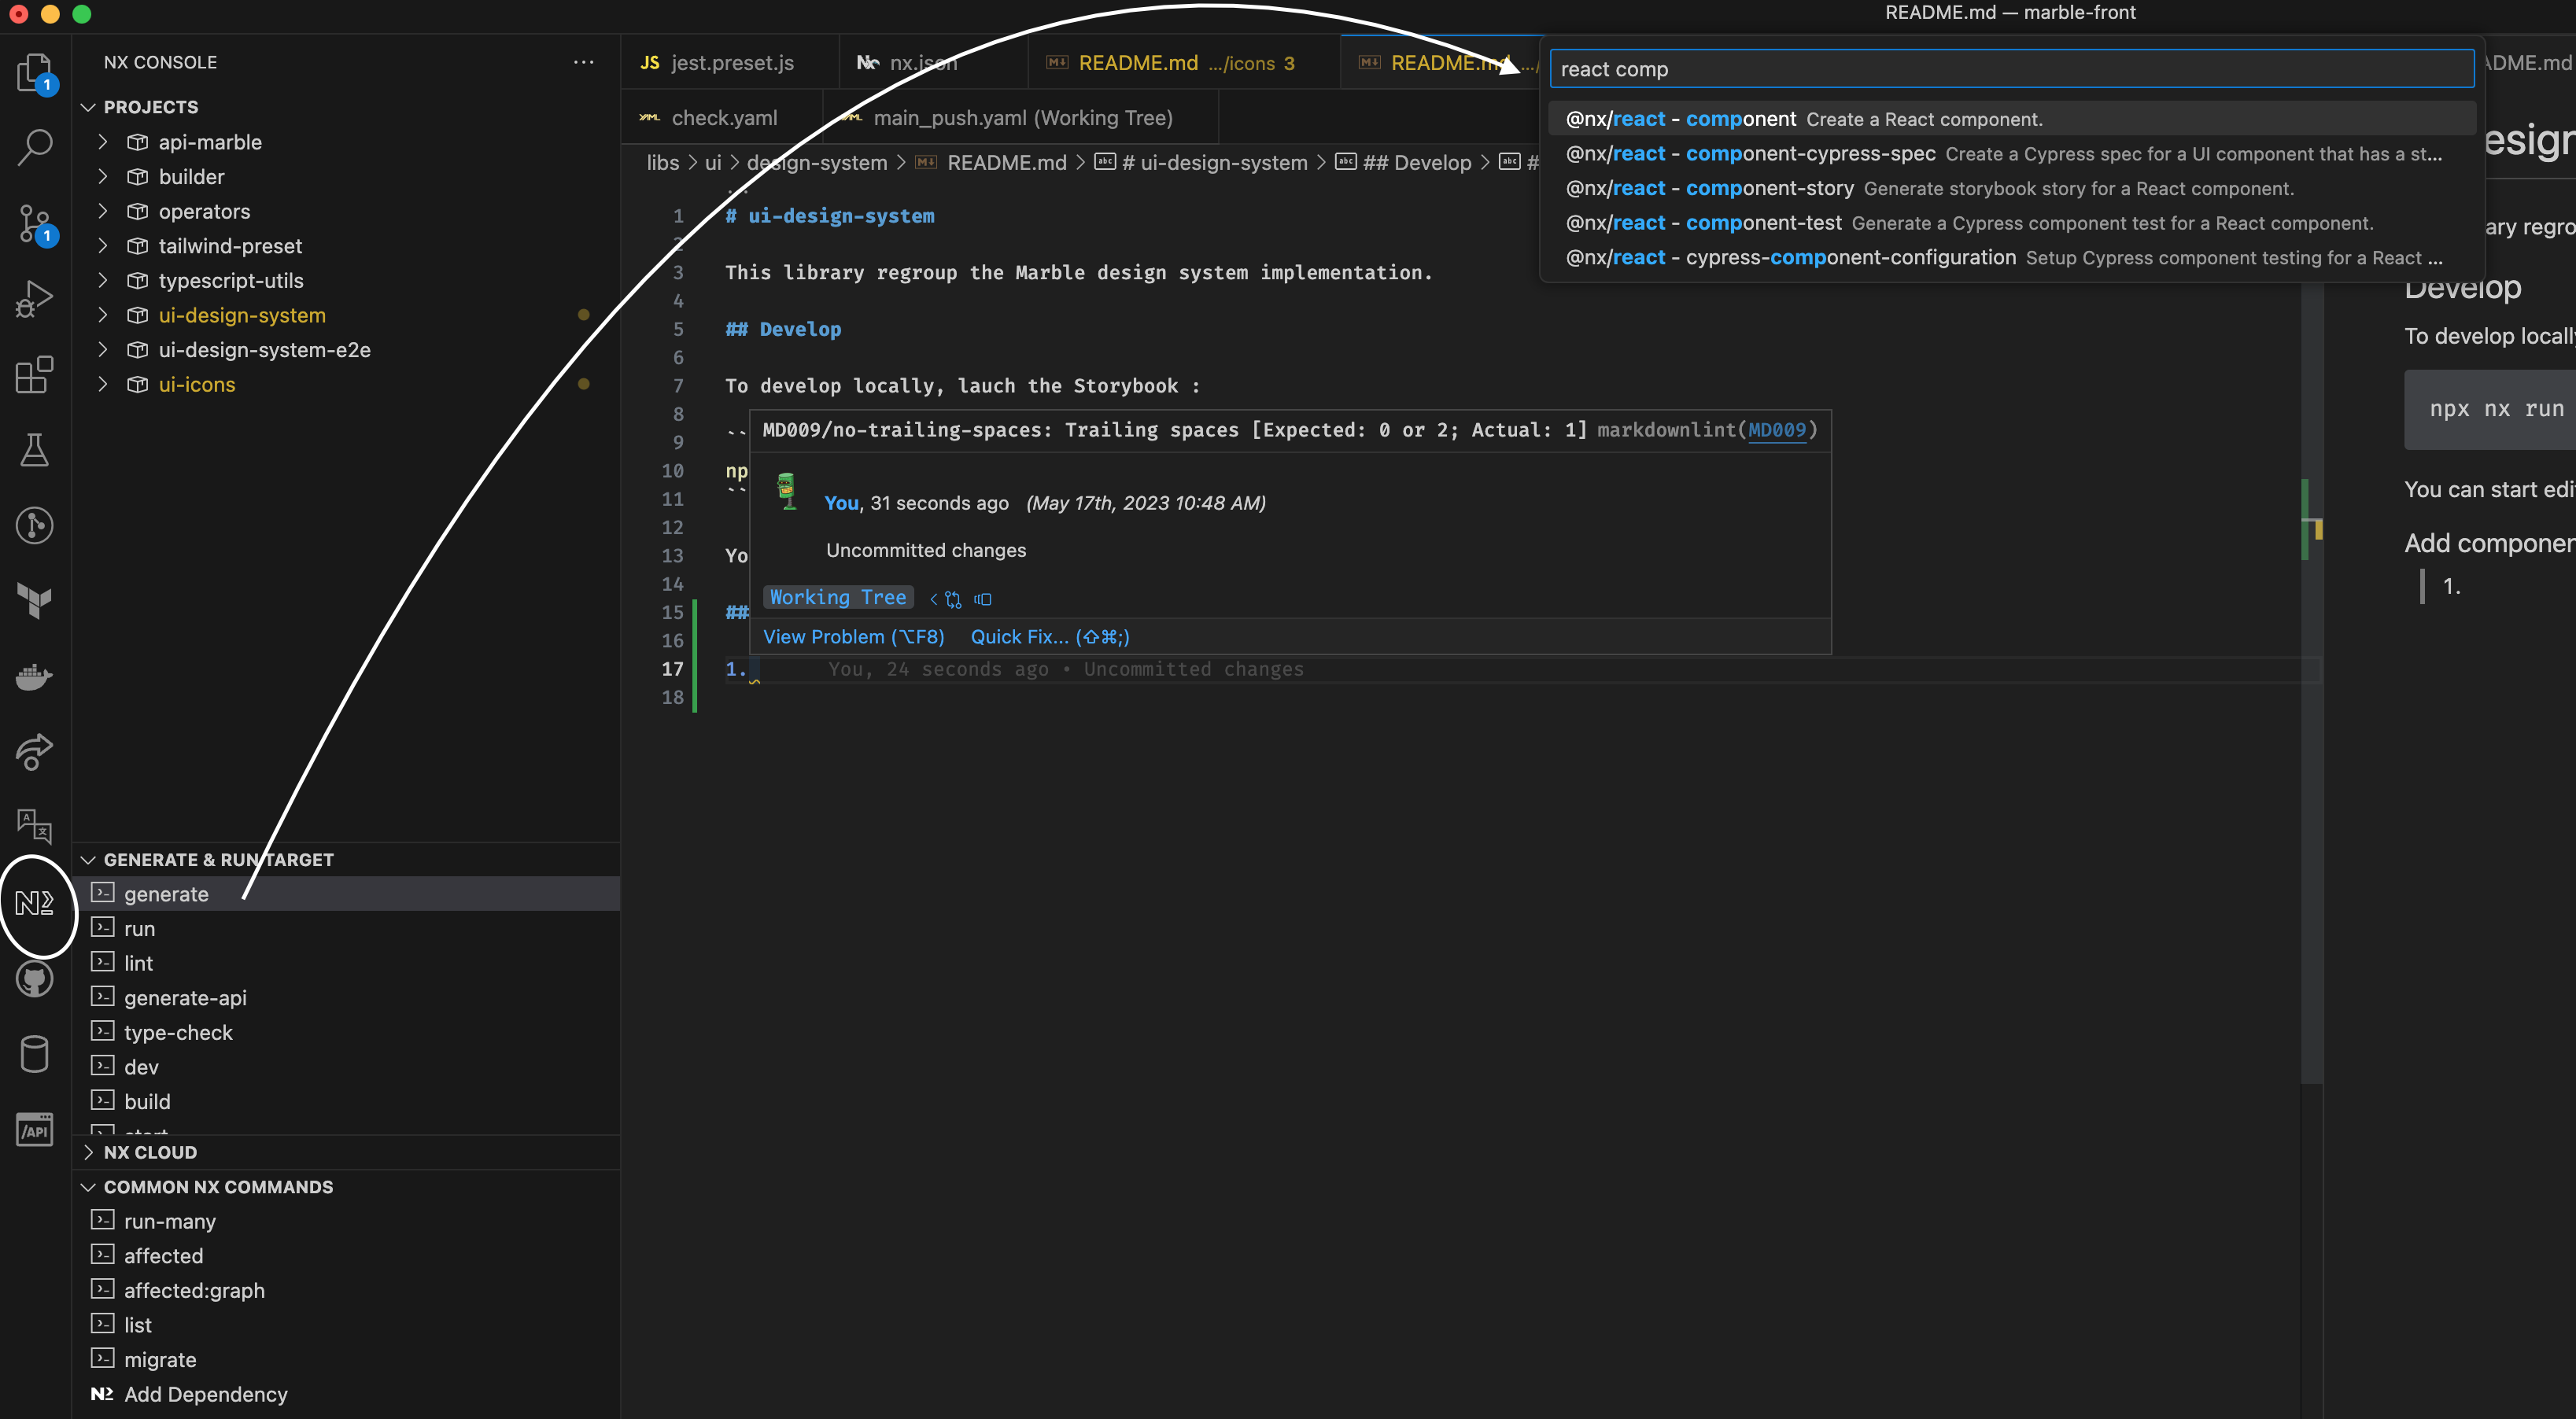 README.md — marble-front
NX CONSOLE
PROJECTS
api-marble
builder
operators
tailwind-preset
typescript-utils
ui-design-system
ui-design-system-e2e
ui-icons
GENERATE & RUN TARGET
generate
run
lint
generate-api
type-check
dev
build
start
NX CLOUD
COMMON NX COMMANDS
run-many
affected
affected:graph
list
migrate
Add Dependency
1
1
/API
JS jest.preset.js
nx.json
README.md .../icons 3
README.md .../
check.yaml
main_push.yaml (Working Tree)
libs > ui > design-system > README.md > # ui-design-system > ## Develop > #
react comp
@nx/react - component Create a React component.
@nx/react - component-cypress-spec Create a Cypress spec for a UI component that has a st...
@nx/react - component-story Generate storybook story for a React component.
@nx/react - component-test Generate a Cypress component test for a React component.
@nx/react - cypress-component-configuration Setup Cypress component testing for a React ...
1 # ui-design-system
2
3 This library regroup the Marble design system implementation.
4
5 ## Develop
6
7 To develop locally, lauch the Storybook :
8
9 ``
10 np
11 ``
12
13 Yo
14
15 ##
16
17 1. You, 24 seconds ago • Uncommitted changes
18
MD009/no-trailing-spaces: Trailing spaces [Expected: 0 or 2; Actual: 1] markdownlint(MD009)
You, 31 seconds ago (May 17th, 2023 10:48 AM)
Uncommitted changes
Working Tree
View Problem (⌥F8) Quick Fix... (⇧⌘;)
ADME.md
esign
ary regro
Develop
To develop locall
npx nx run
You can start edi
Add componen
1.